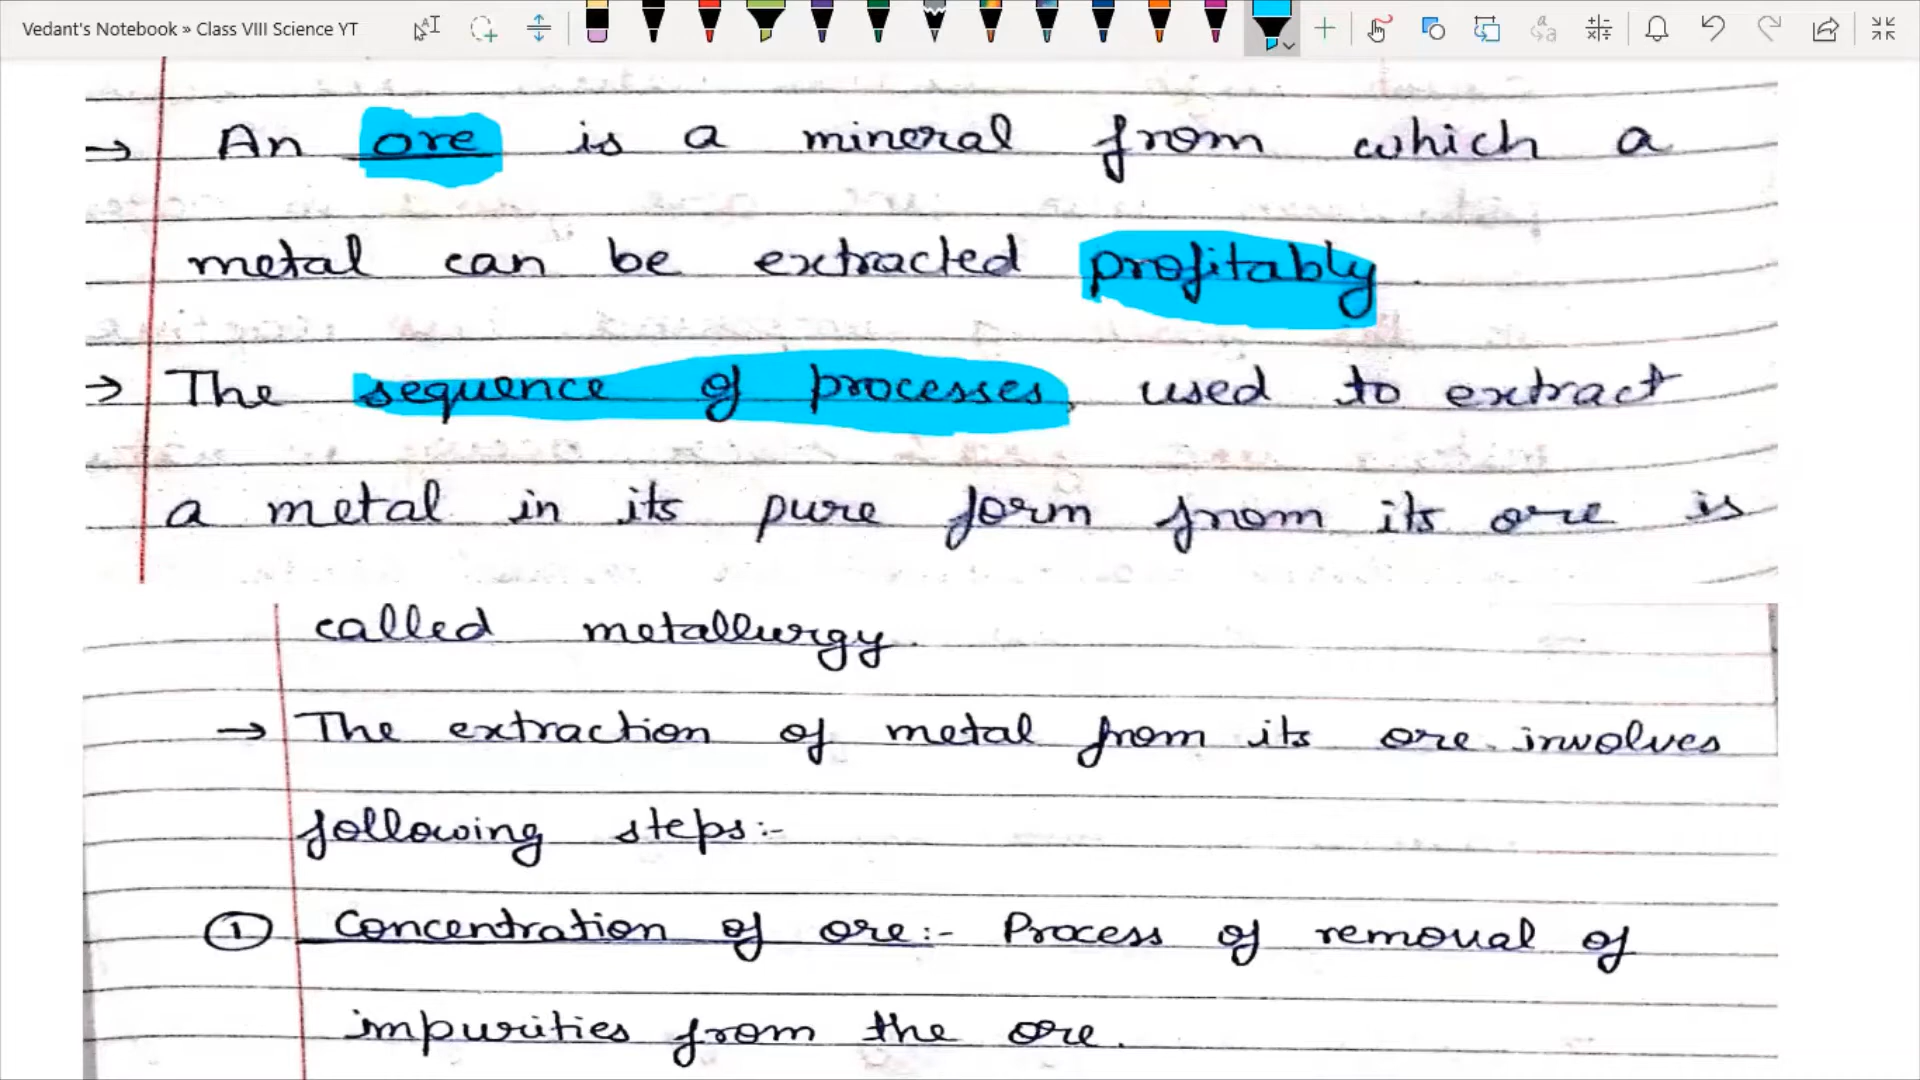 Vedant's Notebook » Class VIII Science YT
→ An ore is a mineral from which a
metal can be extracted profitably.
→ The sequence of processes, used to extract
a metal in its pure form from its ore is
called metallurgy.
→ The extraction of metal from its ore involves
following steps:-
① Concentration of ore:- Process of removal of
impurities from the ore.